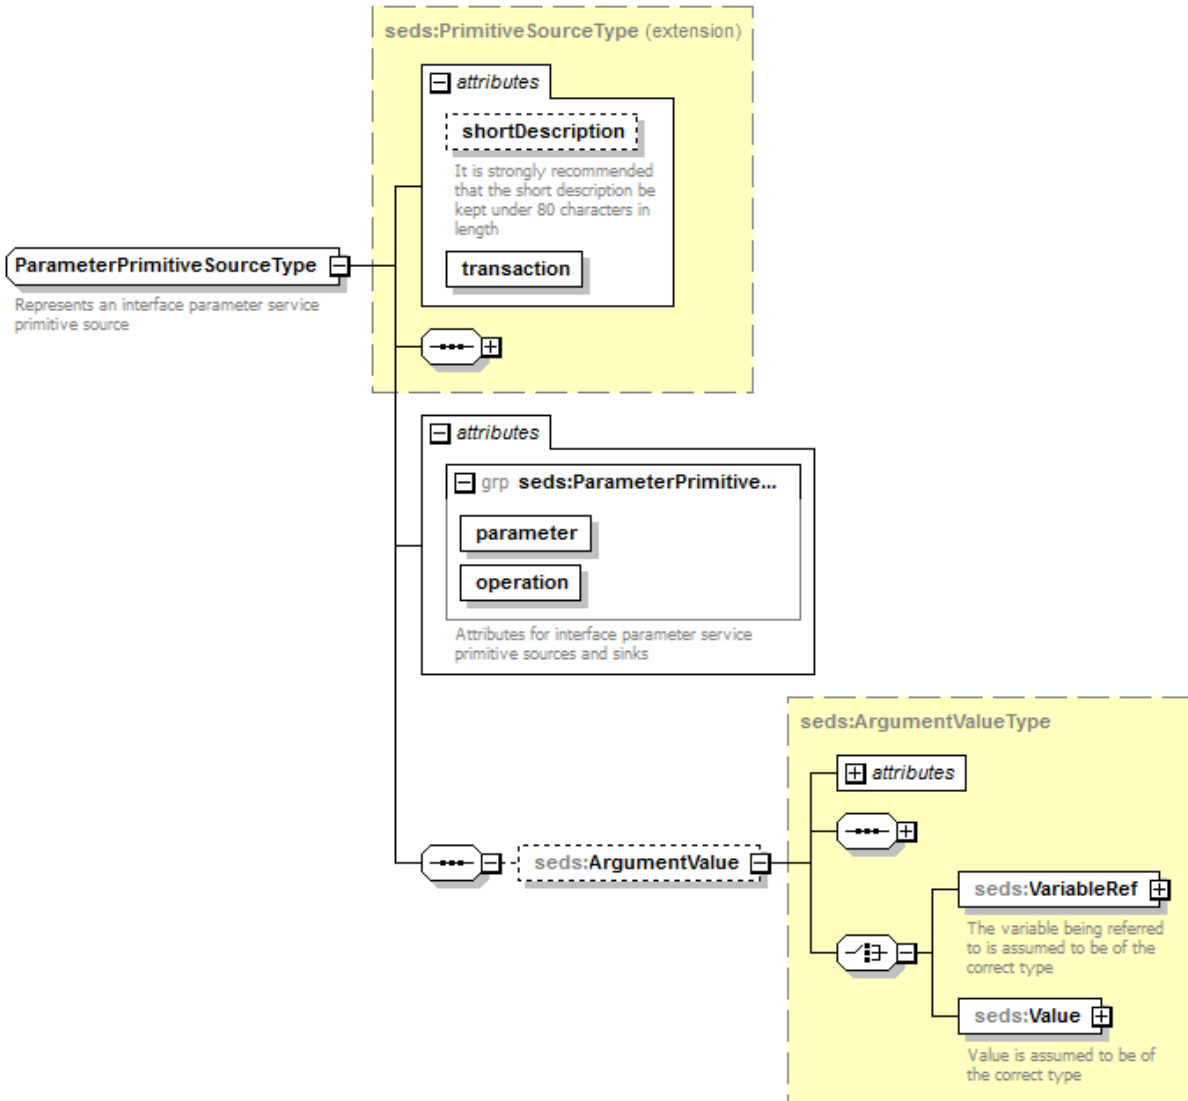 seds:PrimitiveSourceType (extension)
attributes
shortDescription
It is strongly recommended
that the short description be
kept under 80 characters in
length
transaction
ParameterPrimitiveSourceType
Represents an interface parameter service
primitive source
attributes
grp seds:ParameterPrimitive...
parameter
operation
Attributes for interface parameter service
primitive sources and sinks
seds:ArgumentValueType
attributes
seds:ArgumentValue
seds:VariableRef
The variable being referred
to is assumed to be of the
correct type
seds:Value
Value is assumed to be of
the correct type